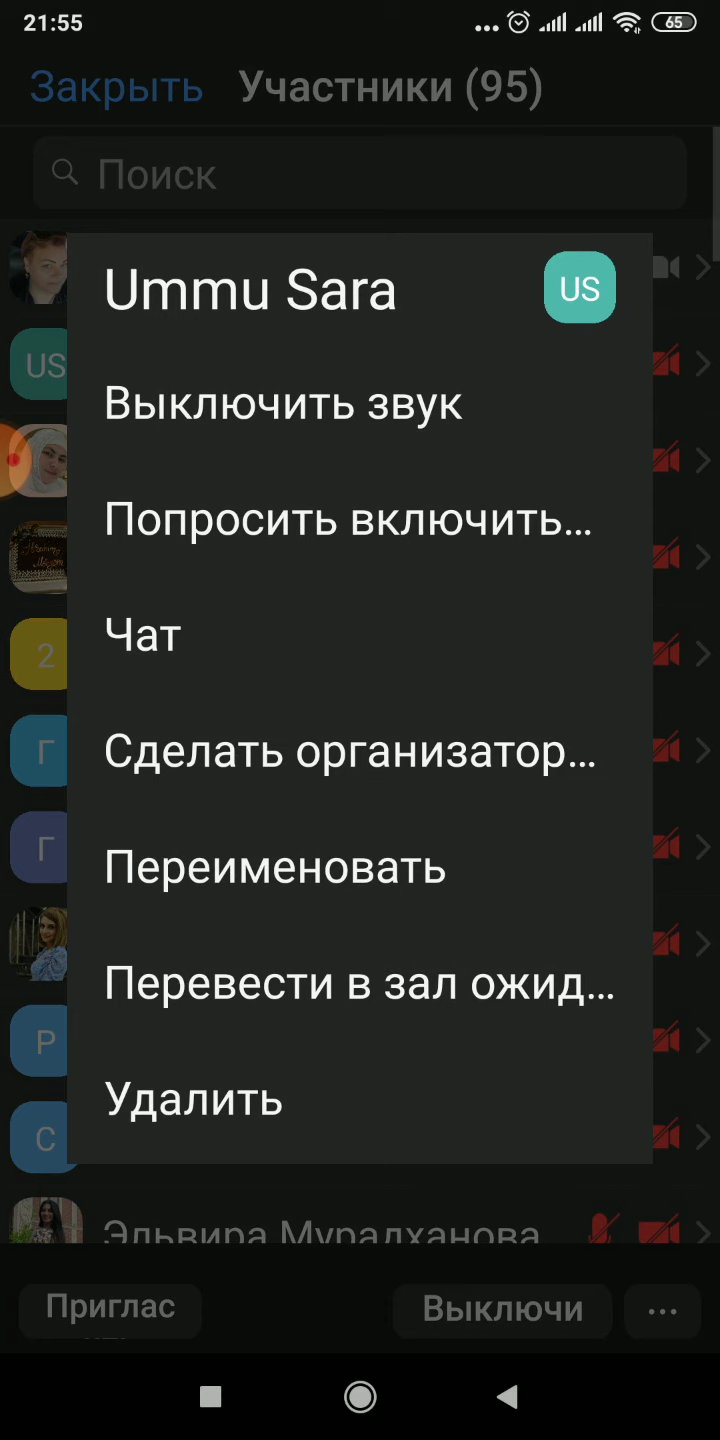 21:55
65
Закрыть Участники (95)
Поиск
Ummu Sara US
US
Выключить звук
Попросить включить...
Чат
2
Сделать организатор...
Г
Переименовать
Г
Перевести в зал ожид...
Р
Удалить
С
Эльвира Мурадханова
Приглас
Выключи